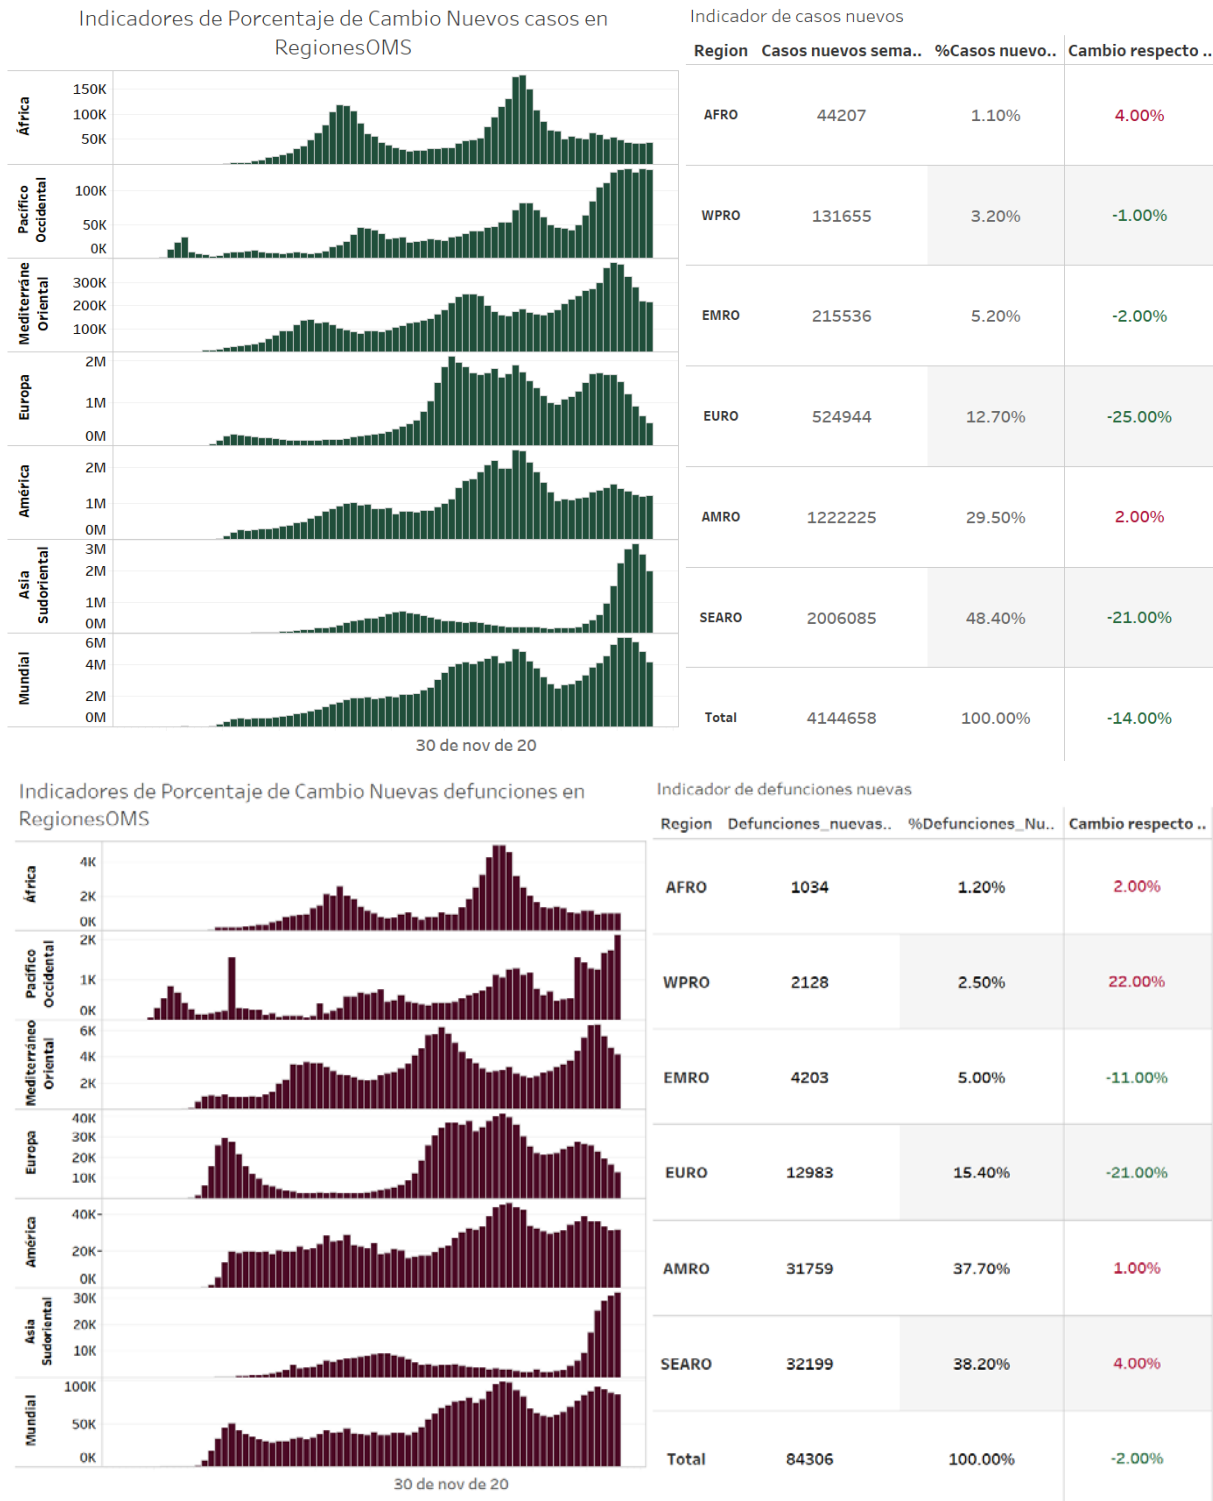 Indicadores de Porcentaje de Cambio Nuevos casos en
RegionesOMS
África
150K
100K
50K
Pacífico
Occidental
100K
50K
0K
Mediterráne
Oriental
300K
200K
100K
Europa
2M
1M
0M
América
2M
1M
0M
Asia
Sudoriental
3M
2M
1M
0M
Mundial
6M
4M
2M
0M
30 de nov de 20
Indicador de casos nuevos
Region Casos nuevos sema.. %Casos nuevo.. Cambio respecto ..
AFRO 44207 1.10% 4.00%
WPRO 131655 3.20% -1.00%
EMRO 215536 5.20% -2.00%
EURO 524944 12.70% -25.00%
AMRO 1222225 29.50% 2.00%
SEARO 2006085 48.40% -21.00%
Total 4144658 100.00% -14.00%
Indicadores de Porcentaje de Cambio Nuevas defunciones en
RegionesOMS
África
4K
2K
0K
Pacífico
Occidental
2K
1K
0K
Mediterráneo
Oriental
6K
4K
2K
Europa
40K
30K
20K
10K
América
40K
20K
0K
Asia
Sudoriental
30K
20K
10K
Mundial
100K
50K
0K
30 de nov de 20
Indicador de defunciones nuevas
Region Defunciones_nuevas.. %Defunciones_Nu.. Cambio respecto ..
AFRO 1034 1.20% 2.00%
WPRO 2128 2.50% 22.00%
EMRO 4203 5.00% -11.00%
EURO 12983 15.40% -21.00%
AMRO 31759 37.70% 1.00%
SEARO 32199 38.20% 4.00%
Total 84306 100.00% -2.00%